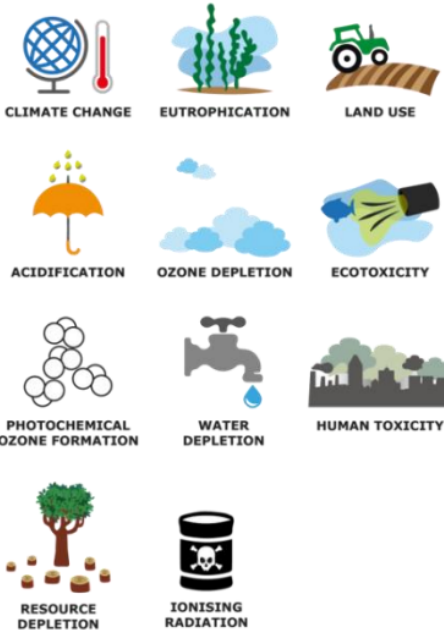 CLIMATE CHANGE
EUTROPHICATION
LAND USE
ACIDIFICATION
OZONE DEPLETION
ECOTOXICITY
PHOTOCHEMICAL
OZONE FORMATION
WATER
DEPLETION
HUMAN TOXICITY
RESOURCE
DEPLETION
IONISING
RADIATION